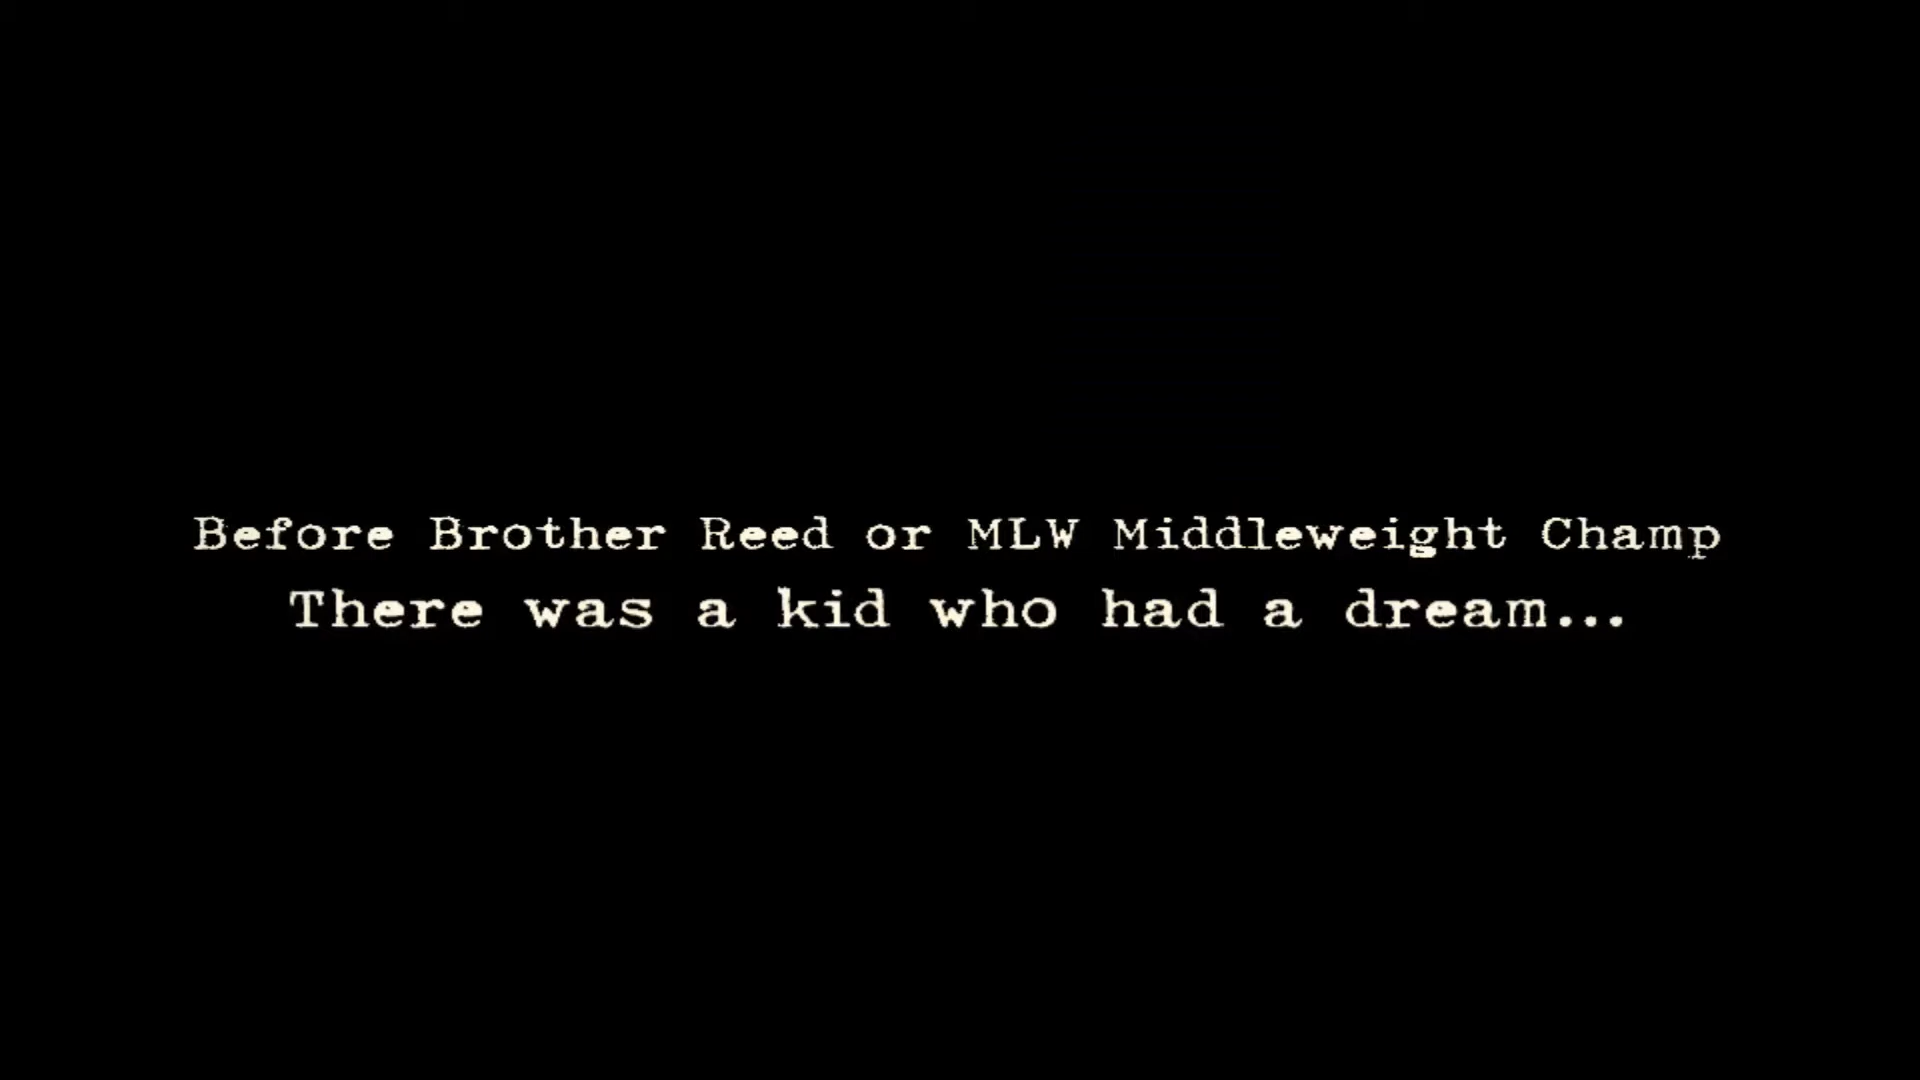 Before Brother Reed or MLW Middleweight Champ
There was a kid who had a dream...